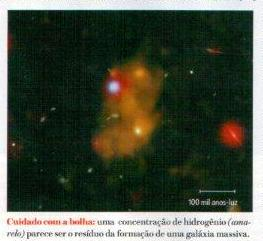 100 mil anos-luz
Cuidado com a bolha: uma concentração de hidrogênio (ama-
relo) parece ser o resíduo da formação de uma galáxia massiva.